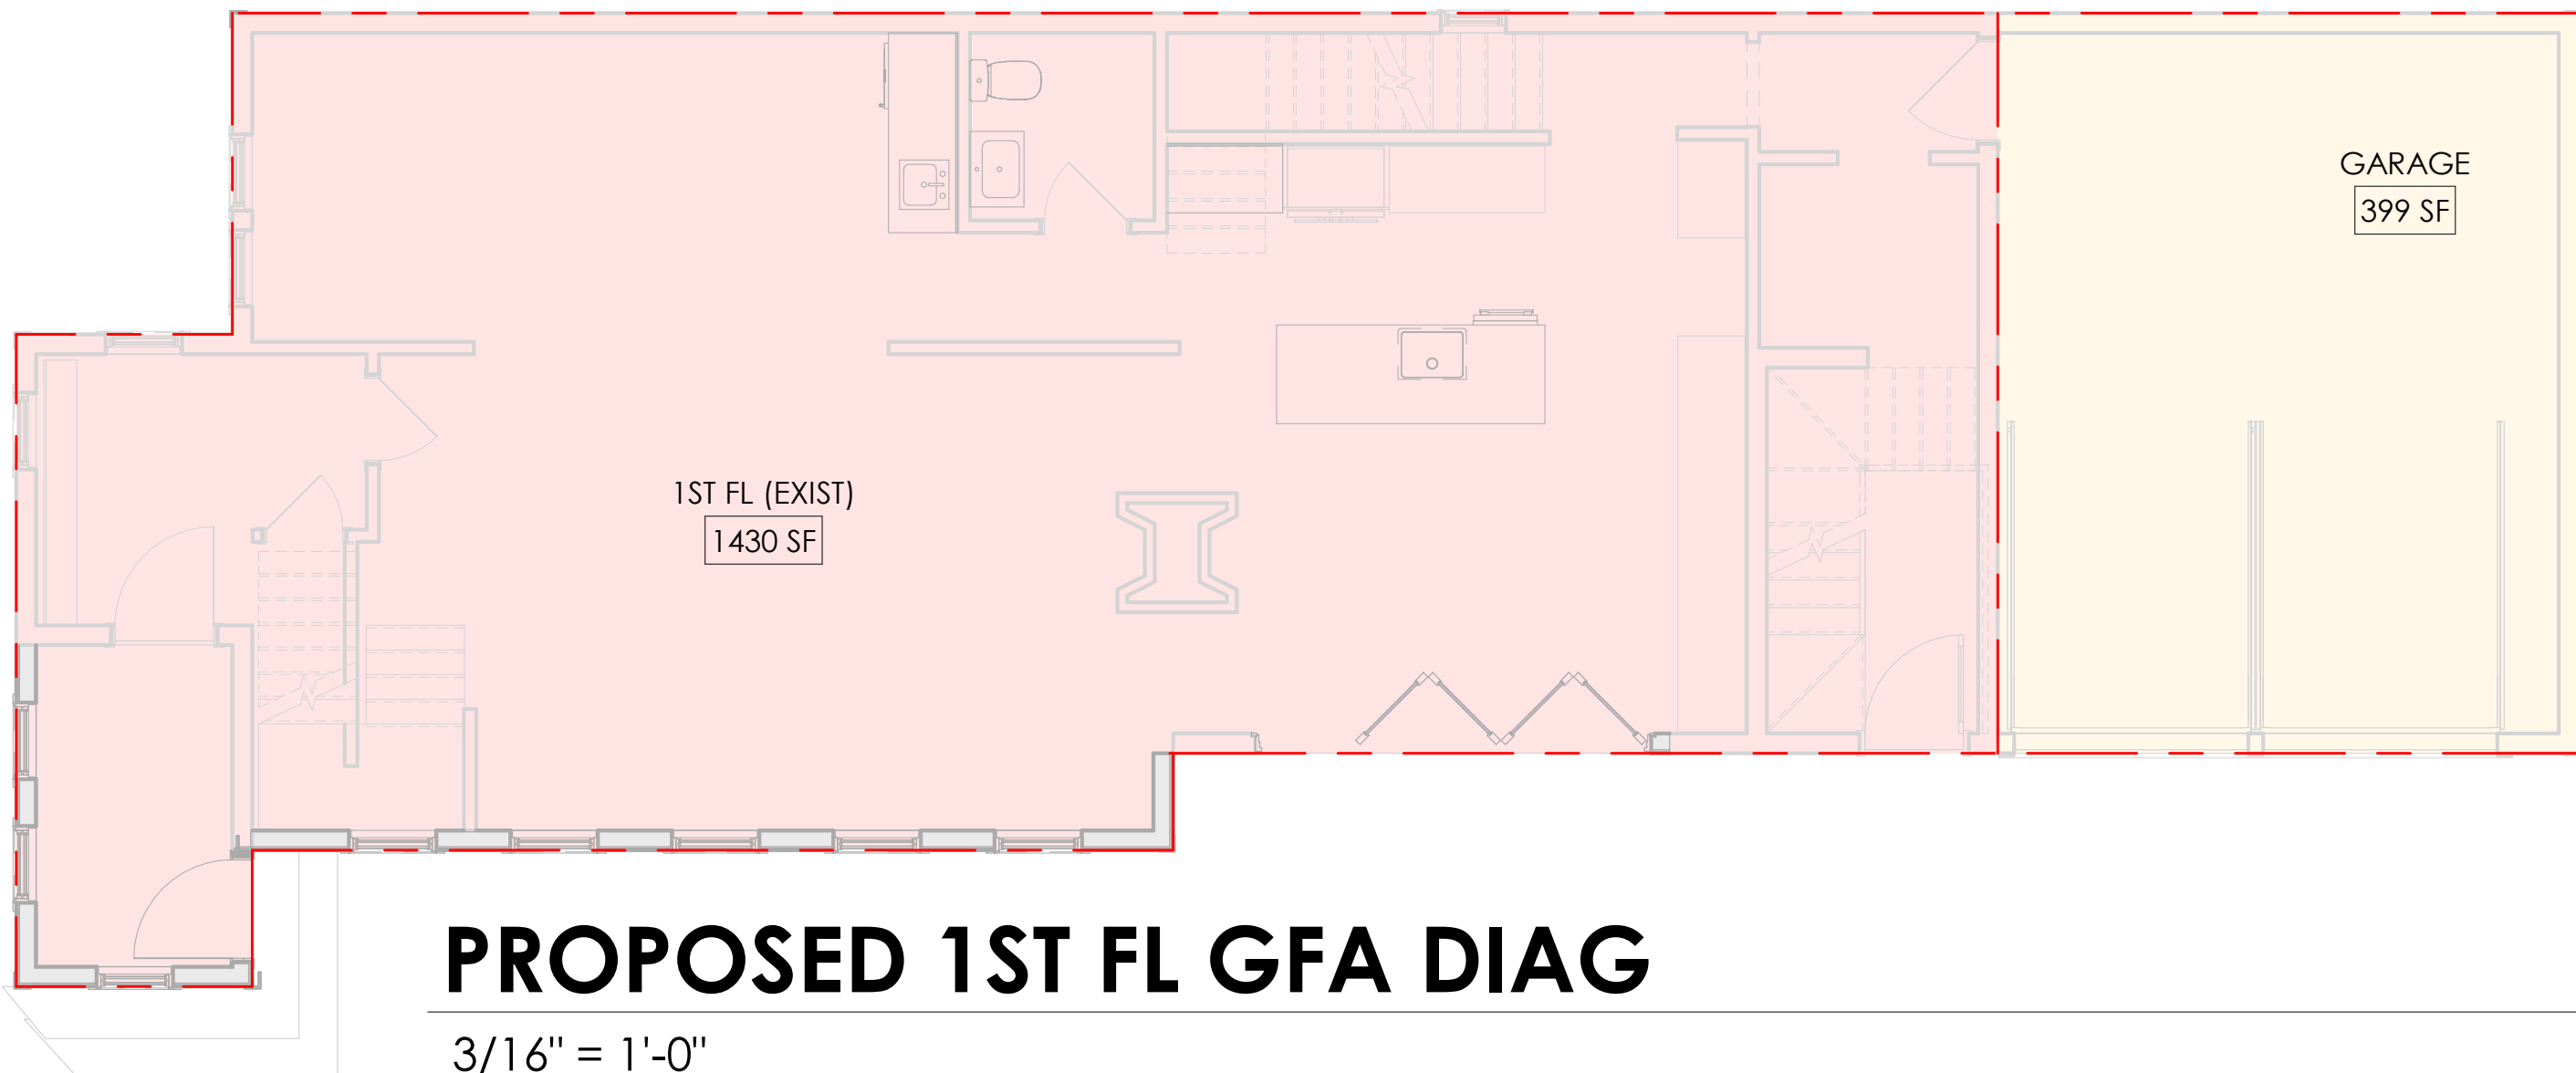 GARAGE
399 SF
1ST FL (EXIST)
1430 SF
PROPOSED 1ST FL GFA DIAG
3/16" = 1'-0"